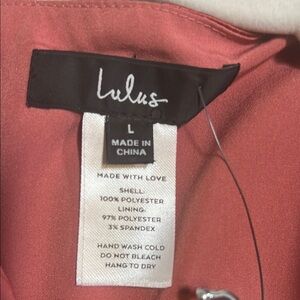 Lulus
L
MADE IN
CHINA
MADE WITH LOVE
SHELL:
100% POLYESTER
LINING:
97% POLYESTER
3% SPANDEX
HAND WASH COLD
DO NOT BLEACH
HANG TO DRY